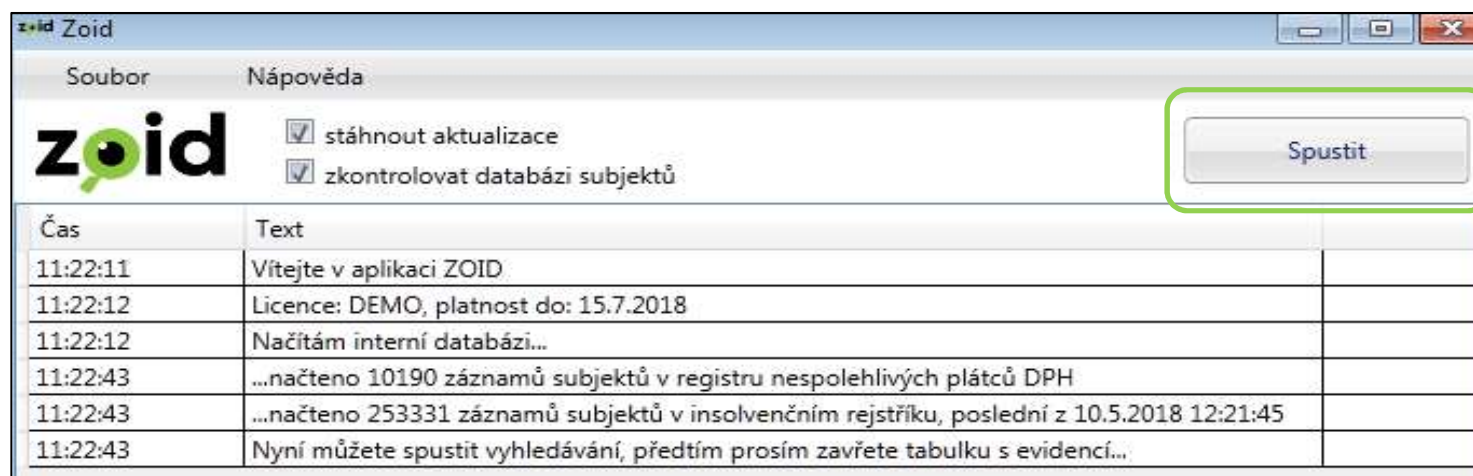 zoid Zoid
Soubor Nápověda
zoid
stáhnout aktualizace
zkontrolovat databázi subjektů
Spustit
Čas Text
11:22:11 Vítejte v aplikaci ZOID
11:22:12 Licence: DEMO, platnost do: 15.7.2018
11:22:12 Načítám interní databázi...
11:22:43 ...načteno 10190 záznamů subjektů v registru nespolehlivých plátců DPH
11:22:43 ...načteno 253331 záznamů subjektů v insolvenčním rejstříku, poslední z 10.5.2018 12:21:45
11:22:43 Nyní můžete spustit vyhledávání, předtím prosím zavřete tabulku s evidencí...